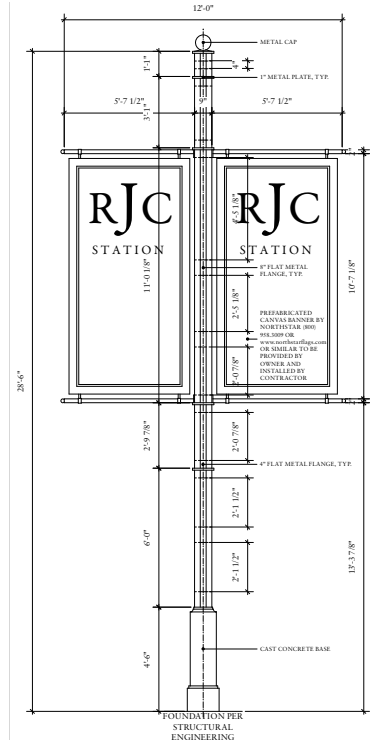 12'-0"
METAL CAP
1'-1"
4"
1" METAL PLATE, TYP.
5'-7 1/2"
9"
5'-7 1/2"
3'-1"
RJC
STATION
RJC
STATION
11'-0 1/8"
8" FLAT METAL
FLANGE, TYP.
10'-7 1/8"
2'-5 1/8"
PREFABRICATED
CANVAS BANNER BY
NORTHSTAR (800)
958.3009 OR
www.northstarflags.com
OR SIMILAR TO BE
PROVIDED BY
OWNER AND
INSTALLED BY
CONTRACTOR
28'-6"
2'-9 7/8"
2'-0 7/8"
4" FLAT METAL FLANGE, TYP.
2'-1 1/2"
6'-0"
2'-1 1/2"
13'-3 7/8"
4'-6"
CAST CONCRETE BASE
FOUNDATION PER
STRUCTURAL
ENGINEERING